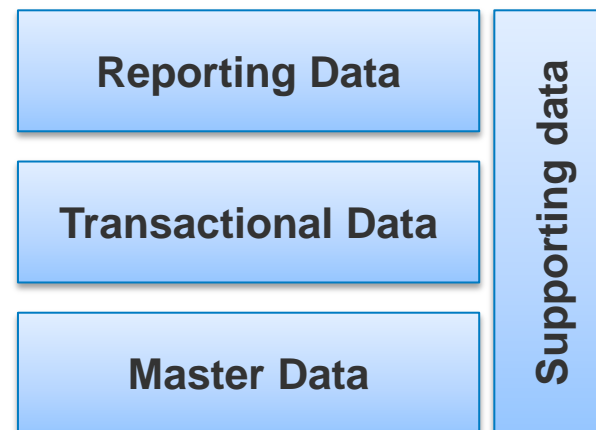 Reporting Data
Transactional Data
Master Data
Supporting data